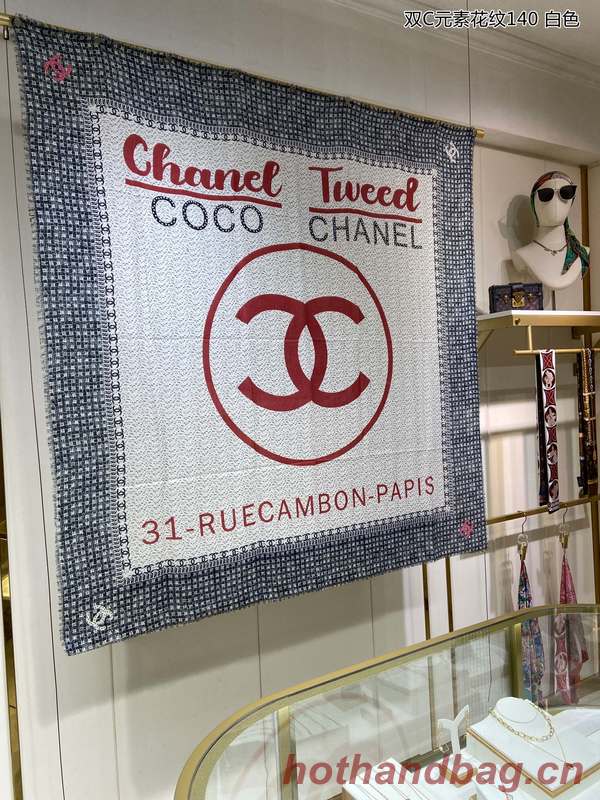 双C元素花纹140 白色
Chanel Tweed
COCO CHANEL
31-RUECAMBON-PAPIS
hothandbag.cn